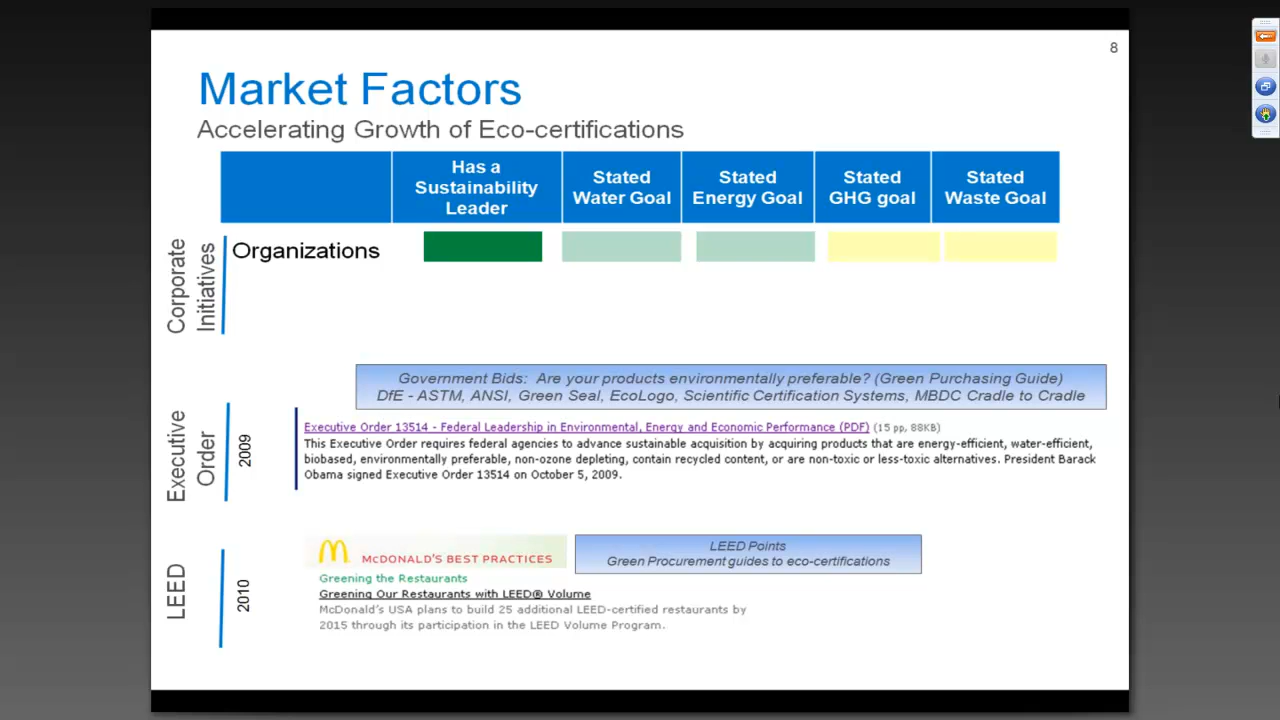 8
Market Factors
Accelerating Growth of Eco-certifications
Has a
Sustainability
Leader
Stated
Water Goal
Stated
Energy Goal
Stated
GHG goal
Stated
Waste Goal
Corporate
Initiatives
Organizations
Government Bids: Are your products environmentally preferable? (Green Purchasing Guide)
DfE - ASTM, ANSI, Green Seal, EcoLogo, Scientific Certification Systems, MBDC Cradle to Cradle
Executive
Order
2009
Executive Order 13514 - Federal Leadership in Environmental, Energy and Economic Performance (PDF) (15 pp, 88KB)
This Executive Order requires federal agencies to advance sustainable acquisition by acquiring products that are energy-efficient, water-efficient,
biobased, environmentally preferable, non-ozone depleting, contain recycled content, or are non-toxic or less-toxic alternatives. President Barack
Obama signed Executive Order 13514 on October 5, 2009.
LEED
2010
McDONALD'S BEST PRACTICES
LEED Points
Green Procurement guides to eco-certifications
Greening the Restaurants
Greening Our Restaurants with LEED® Volume
McDonald's USA plans to build 25 additional LEED-certified restaurants by
2015 through its participation in the LEED Volume Program.